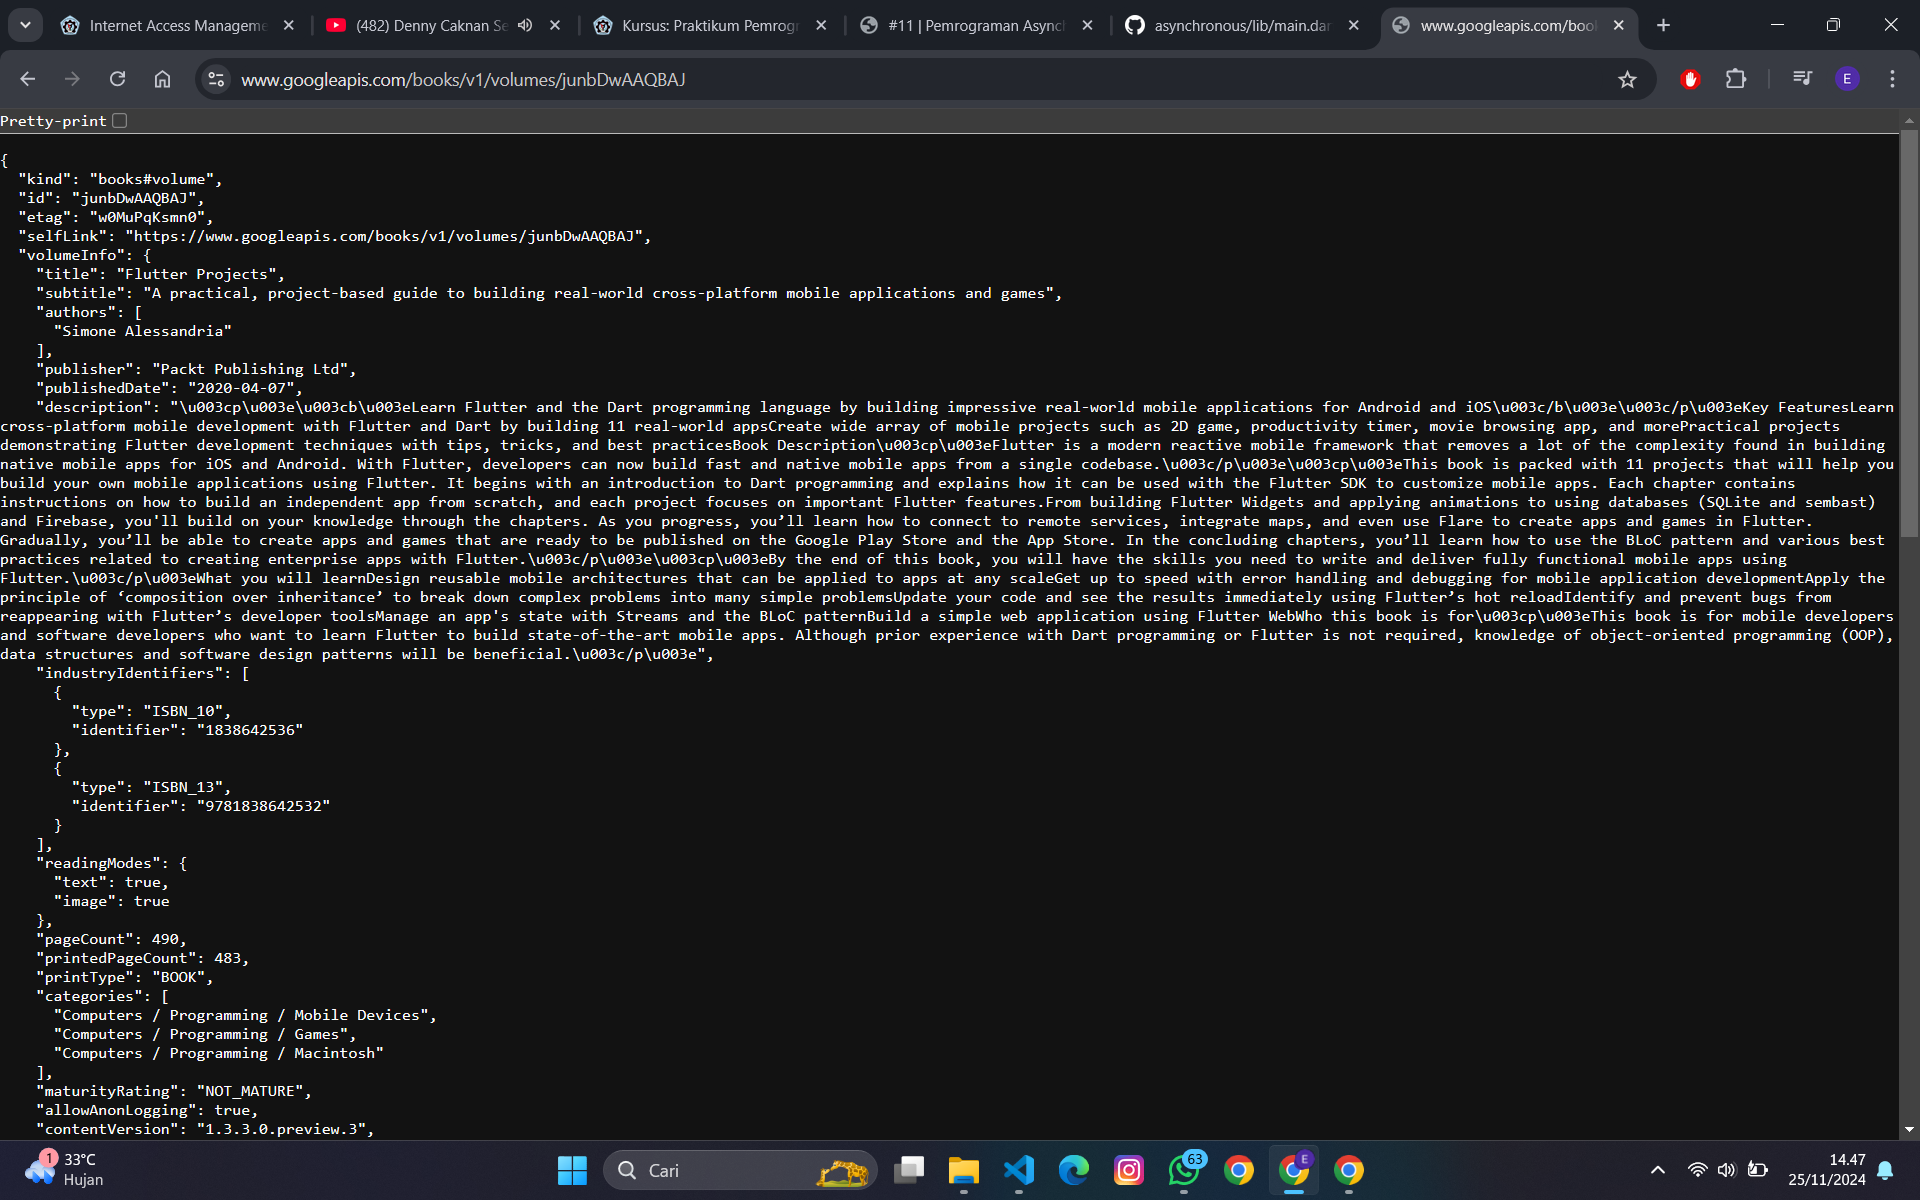 Internet Access Manageme
(482) Denny Caknan Se
Kursus: Praktikum Pemrogr
#11 | Pemrograman Asynch
asynchronous/lib/main.dar
www.googleapis.com/boo
www.googleapis.com/books/v1/volumes/junbDwAAQBAJ
E
Pretty-print
{
"kind": "books#volume",
"id": "junbDwAAQBAJ",
"etag": "w0MuPqKsmn0",
"selfLink": "https://www.googleapis.com/books/v1/volumes/junbDwAAQBAJ",
"volumeInfo": {
"title": "Flutter Projects",
"subtitle": "A practical, project-based guide to building real-world cross-platform mobile applications and games",
"authors": [
"Simone Alessandria"
],
"publisher": "Packt Publishing Ltd",
"publishedDate": "2020-04-07",
"description": "\u003cp\u003e\u003cb\u003eLearn Flutter and the Dart programming language by building impressive real-world mobile applications for Android and iOS\u003c/b\u003e\u003c/p\u003eKey FeaturesLearn
cross-platform mobile development with Flutter and Dart by building 11 real-world appsCreate wide array of mobile projects such as 2D game, productivity timer, movie browsing app, and morePractical projects
demonstrating Flutter development techniques with tips, tricks, and best practicesBook Description\u003cp\u003eFlutter is a modern reactive mobile framework that removes a lot of the complexity found in building
native mobile apps for iOS and Android. With Flutter, developers can now build fast and native mobile apps from a single codebase.\u003c/p\u003e\u003cp\u003eThis book is packed with 11 projects that will help you
build your own mobile applications using Flutter. It begins with an introduction to Dart programming and explains how it can be used with the Flutter SDK to customize mobile apps. Each chapter contains
instructions on how to build an independent app from scratch, and each project focuses on important Flutter features.From building Flutter Widgets and applying animations to using databases (SQLite and sembast)
and Firebase, you'll build on your knowledge through the chapters. As you progress, you’ll learn how to connect to remote services, integrate maps, and even use Flare to create apps and games in Flutter.
Gradually, you’ll be able to create apps and games that are ready to be published on the Google Play Store and the App Store. In the concluding chapters, you’ll learn how to use the BLoC pattern and various best
practices related to creating enterprise apps with Flutter.\u003c/p\u003e\u003cp\u003eBy the end of this book, you will have the skills you need to write and deliver fully functional mobile apps using
Flutter.\u003c/p\u003eWhat you will learnDesign reusable mobile architectures that can be applied to apps at any scaleGet up to speed with error handling and debugging for mobile application developmentApply the
principle of ‘composition over inheritance’ to break down complex problems into many simple problemsUpdate your code and see the results immediately using Flutter’s hot reloadIdentify and prevent bugs from
reappearing with Flutter’s developer toolsManage an app's state with Streams and the BLoC patternBuild a simple web application using Flutter WebWho this book is for\u003cp\u003eThis book is for mobile developers
and software developers who want to learn Flutter to build state-of-the-art mobile apps. Although prior experience with Dart programming or Flutter is not required, knowledge of object-oriented programming (OOP),
data structures and software design patterns will be beneficial.\u003c/p\u003e",
"industryIdentifiers": [
{
"type": "ISBN_10",
"identifier": "1838642536"
},
{
"type": "ISBN_13",
"identifier": "9781838642532"
}
],
"readingModes": {
"text": true,
"image": true
},
"pageCount": 490,
"printedPageCount": 483,
"printType": "BOOK",
"categories": [
"Computers / Programming / Mobile Devices",
"Computers / Programming / Games",
"Computers / Programming / Macintosh"
],
"maturityRating": "NOT_MATURE",
"allowAnonLogging": true,
"contentVersion": "1.3.3.0.preview.3",
1
33°C
Hujan
Cari
63
E
14.47
25/11/2024